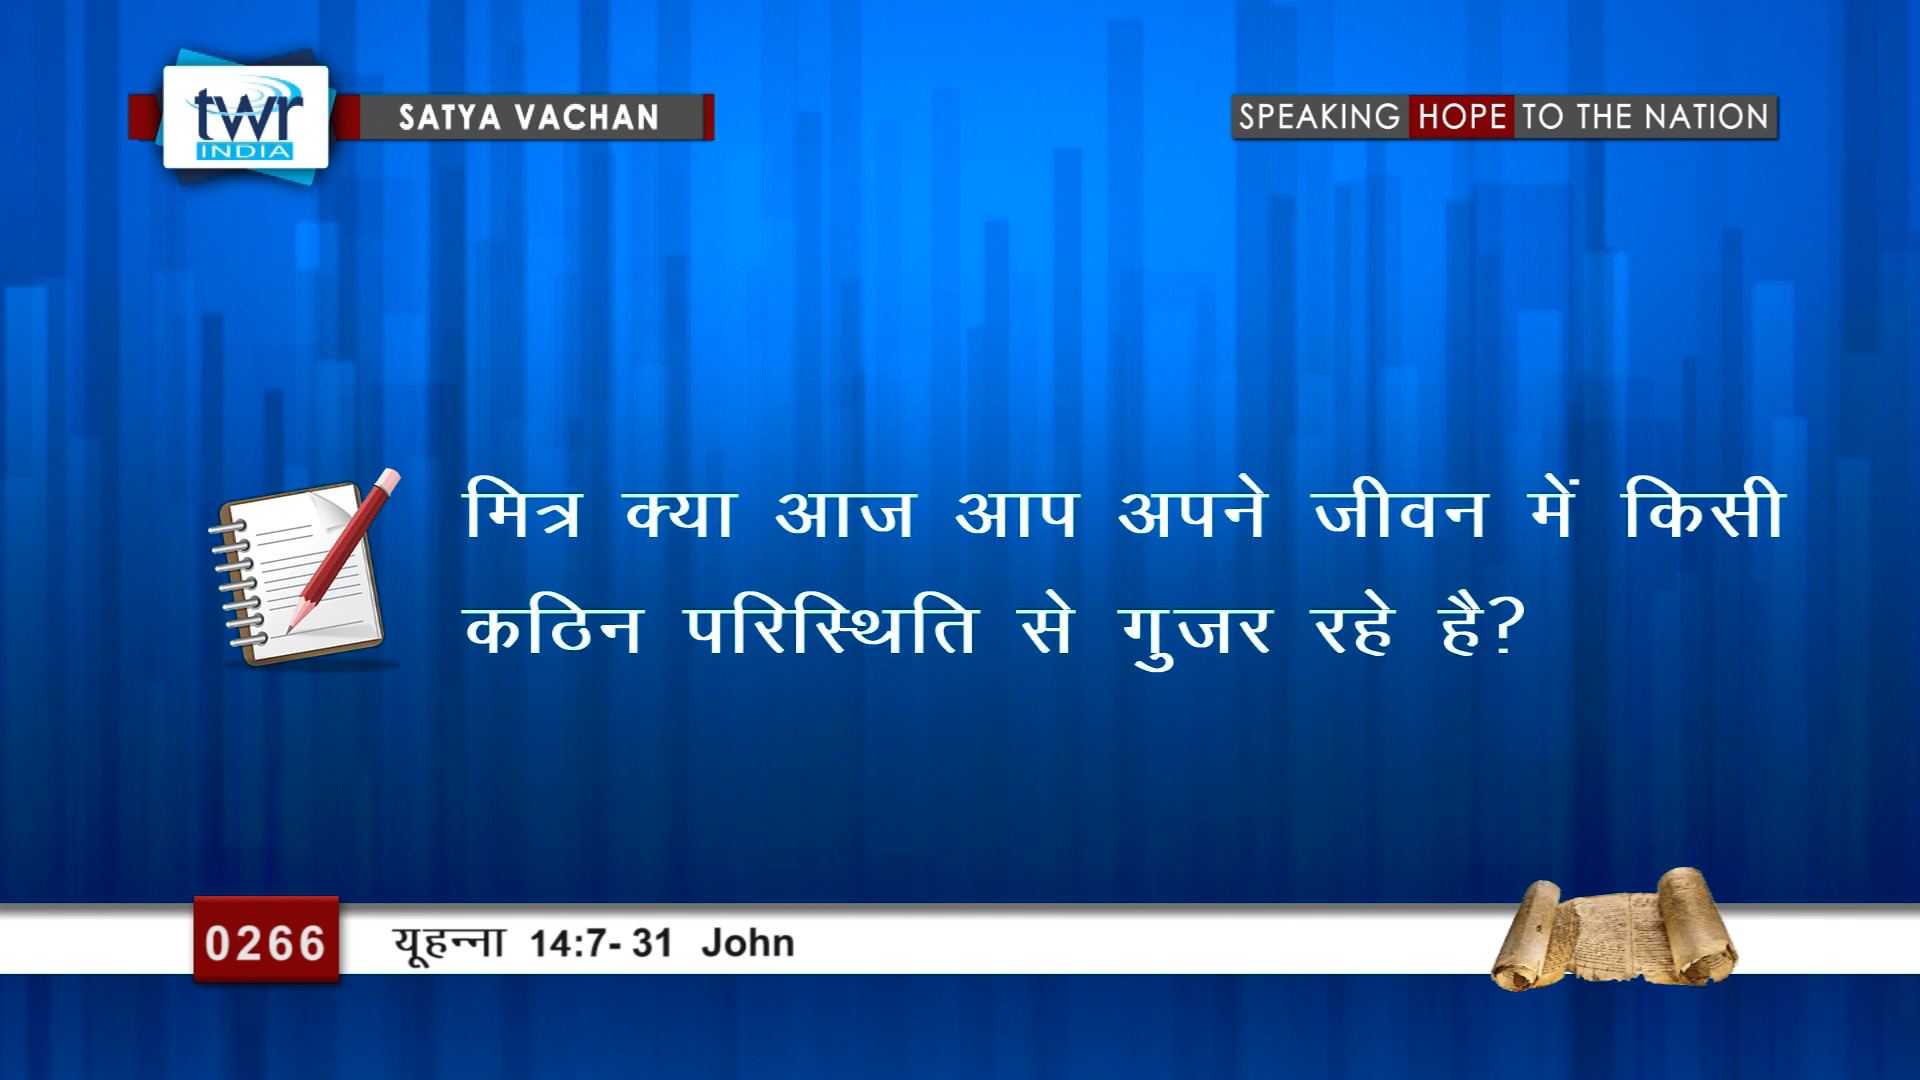 twr
INDIA
SATYA VACHAN
SPEAKING HOPE TO THE NATION
मित्र क्या आज आप अपने जीवन में किसी
कठिन परिस्थिति से गुजर रहे है?
0266
यूहन्ना 14:7- 31 John